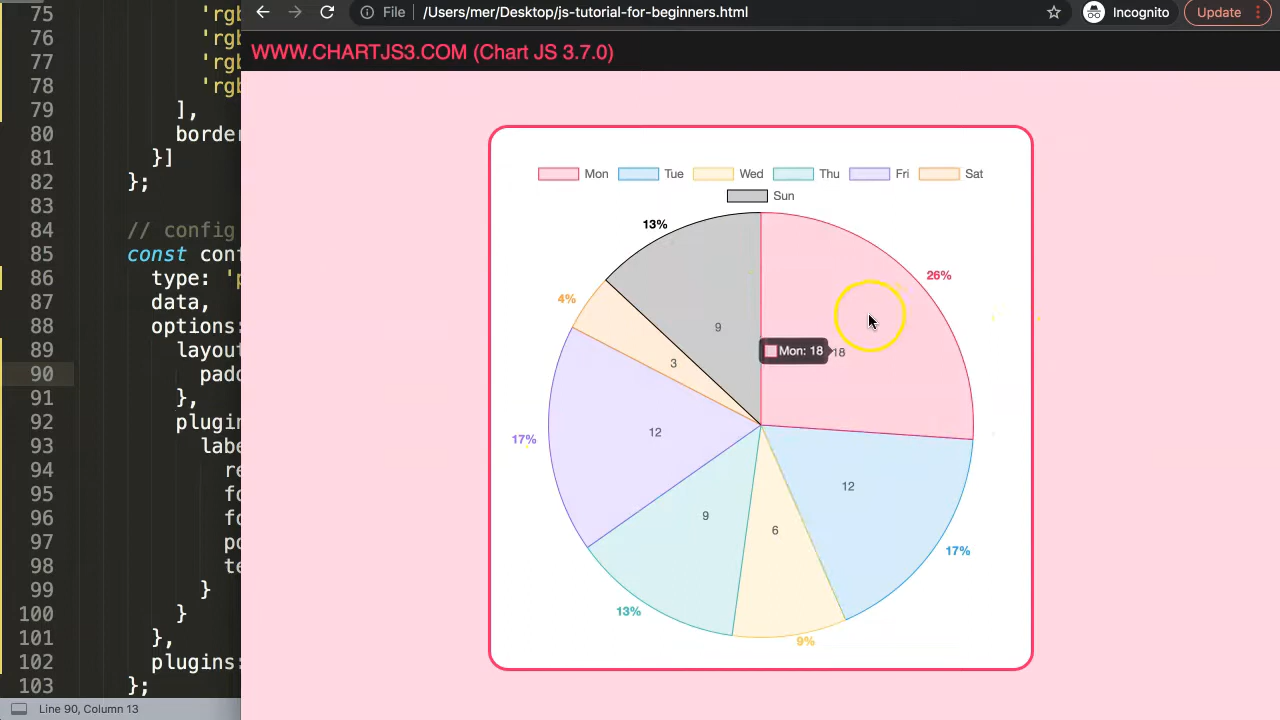 File
/Users/mer/Desktop/js-tutorial-for-beginners.html
Incognito
Update
WWW.CHARTJS3.COM (Chart JS 3.7.0)
75 'rgb
76 'rgb
77 'rgb
78 'rgb
79 ],
80 border
81 }]
82 };
83
84 // config
85 const conf
86 type: 'p
87 data,
88 options:
89 layout
90 padd
91 },
92 plugin
93 labe
94 re
95 fo
96 fo
97 po
98 te
99 }
100 }
101 },
102 plugins:
103 };
Line 90, Column 13
Mon Tue Wed Thu Fri Sat
Sun
13%
26%
4%
9
Mon: 18
18
3
17%
12
12
9
6
17%
13%
9%